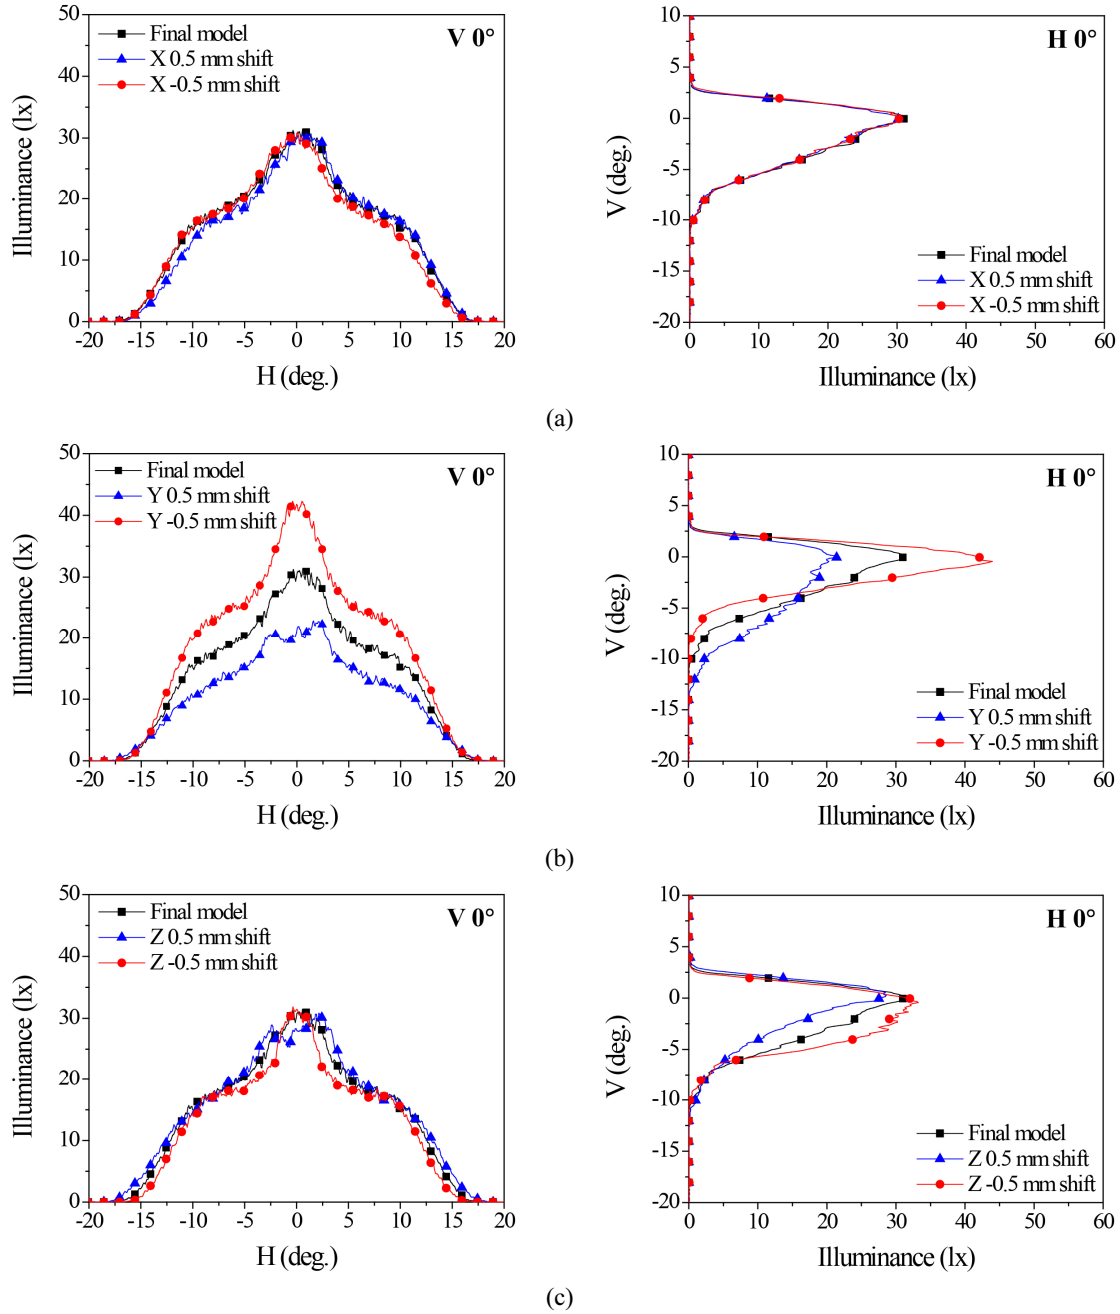 50
40
30
20
10
0
Illuminance (lx)
Final model
X 0.5 mm shift
X -0.5 mm shift
V 0°
-20 -15 -10 -5 0 5 10 15 20
H (deg.)
10
5
0
-5
-10
-15
-20
V (deg.)
H 0°
Final model
X 0.5 mm shift
X -0.5 mm shift
0 10 20 30 40 50 60
Illuminance (lx)
(a)
50
40
30
20
10
0
Illuminance (lx)
Final model
Y 0.5 mm shift
Y -0.5 mm shift
V 0°
-20 -15 -10 -5 0 5 10 15 20
H (deg.)
10
5
0
-5
-10
-15
-20
V (deg.)
H 0°
Final model
Y 0.5 mm shift
Y -0.5 mm shift
0 10 20 30 40 50 60
Illuminance (lx)
(b)
50
40
30
20
10
0
Illuminance (lx)
Final model
Z 0.5 mm shift
Z -0.5 mm shift
V 0°
-20 -15 -10 -5 0 5 10 15 20
H (deg.)
10
5
0
-5
-10
-15
-20
V (deg.)
H 0°
Final model
Z 0.5 mm shift
Z -0.5 mm shift
0 10 20 30 40 50 60
Illuminance (lx)
(c)